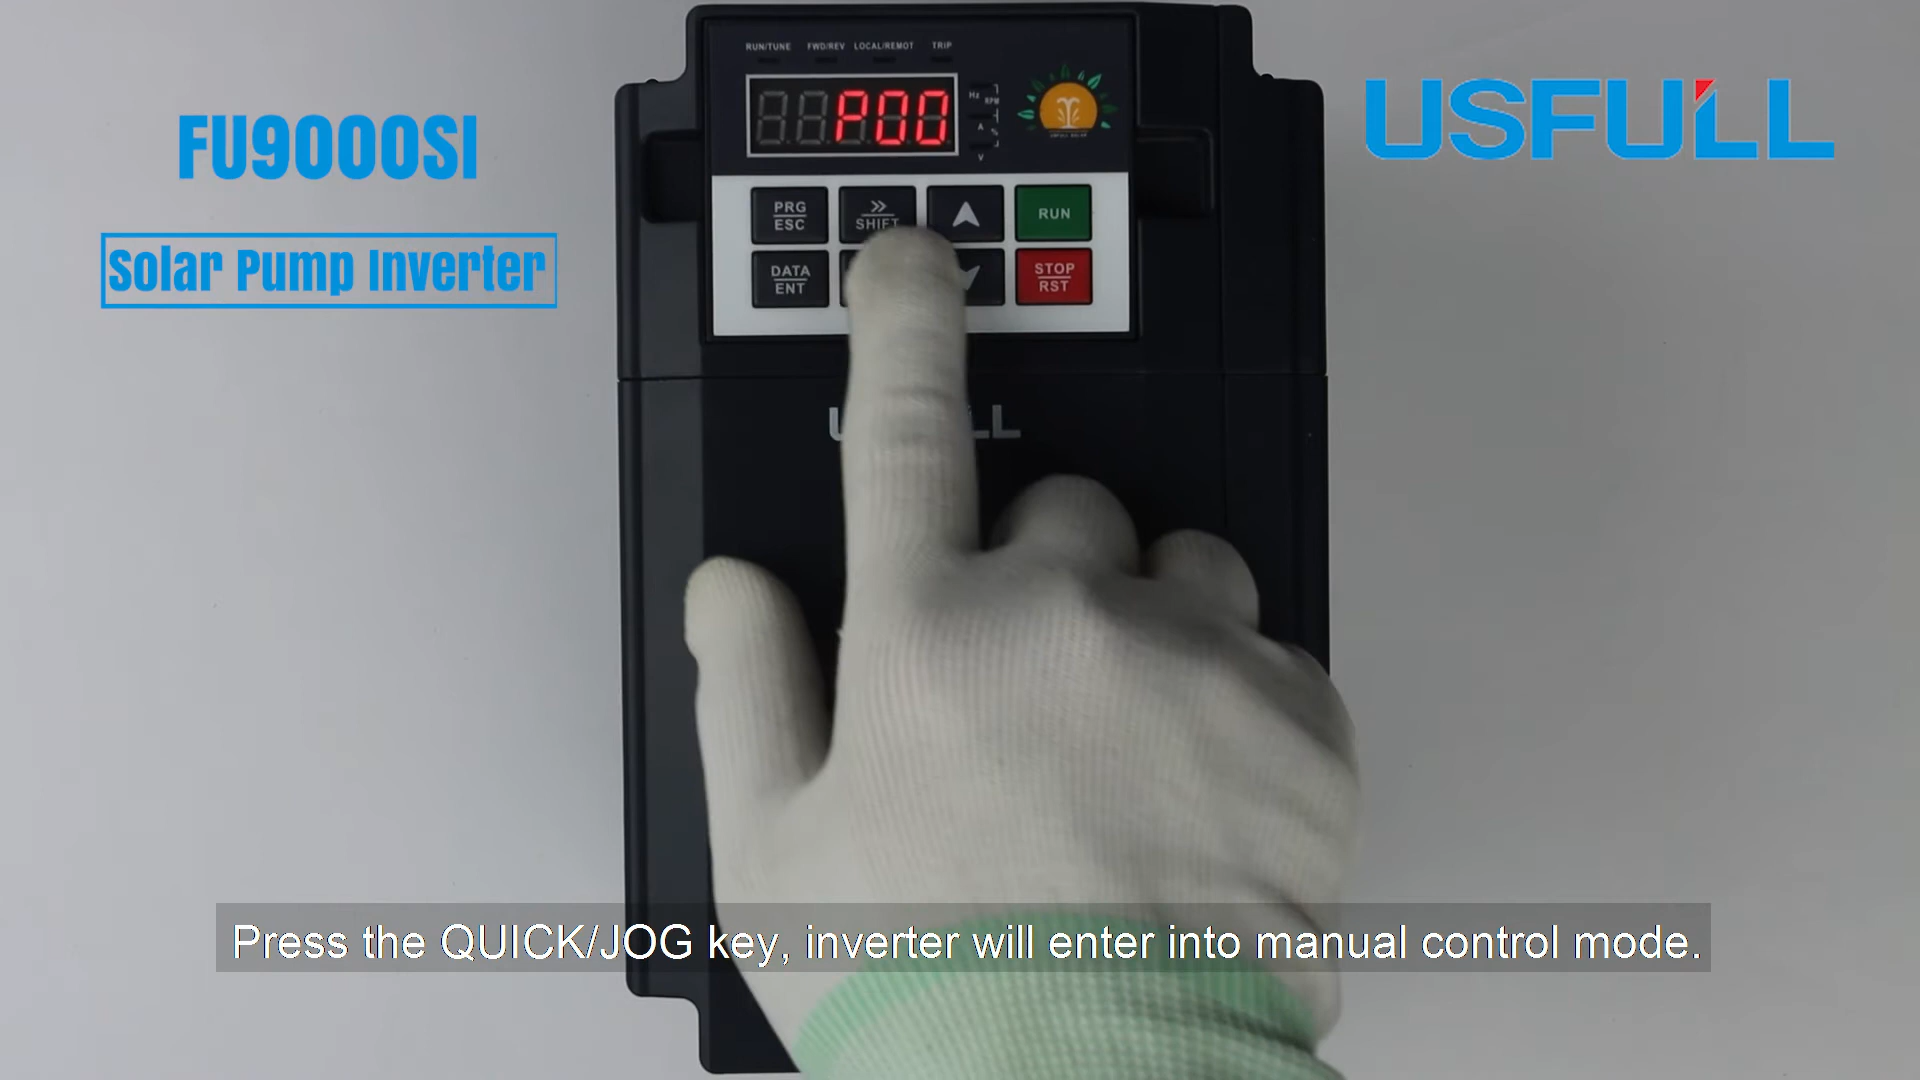 RUN/TUNE FWD/REV LOCAL/REMOT TRIP
P00
Hz
RPM
A
%
V
FU9000SI
Solar Pump Inverter
USFULL
PRG
ESC
SHIFT
RUN
DATA
ENT
STOP
RST
Press the QUICK/JOG key, inverter will enter into manual control mode.